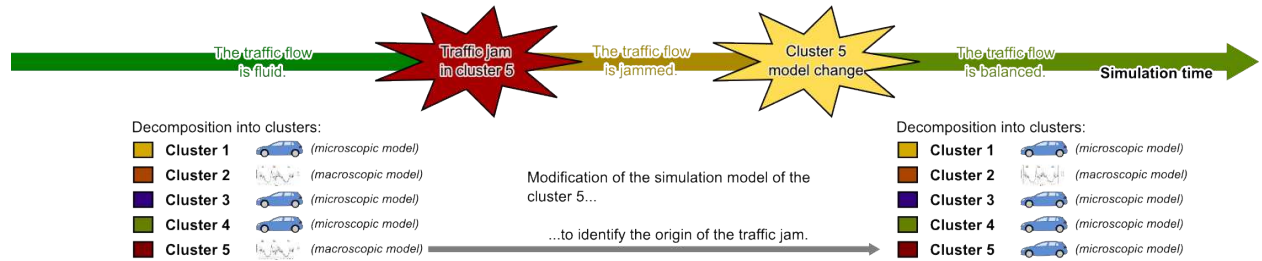 The traffic flow
is fluid.
Traffic jam
in cluster 5
The traffic flow
is jammed.
Cluster 5
model change
The traffic flow
is balanced.
Simulation time
Decomposition into clusters:
Cluster 1 (microscopic model)
Cluster 2 (macroscopic model)
Cluster 3 (microscopic model)
Cluster 4 (microscopic model)
Cluster 5 (macroscopic model)
Modification of the simulation model of the
cluster 5...
...to identify the origin of the traffic jam.
Decomposition into clusters:
Cluster 1 (microscopic model)
Cluster 2 (macroscopic model)
Cluster 3 (microscopic model)
Cluster 4 (microscopic model)
Cluster 5 (microscopic model)